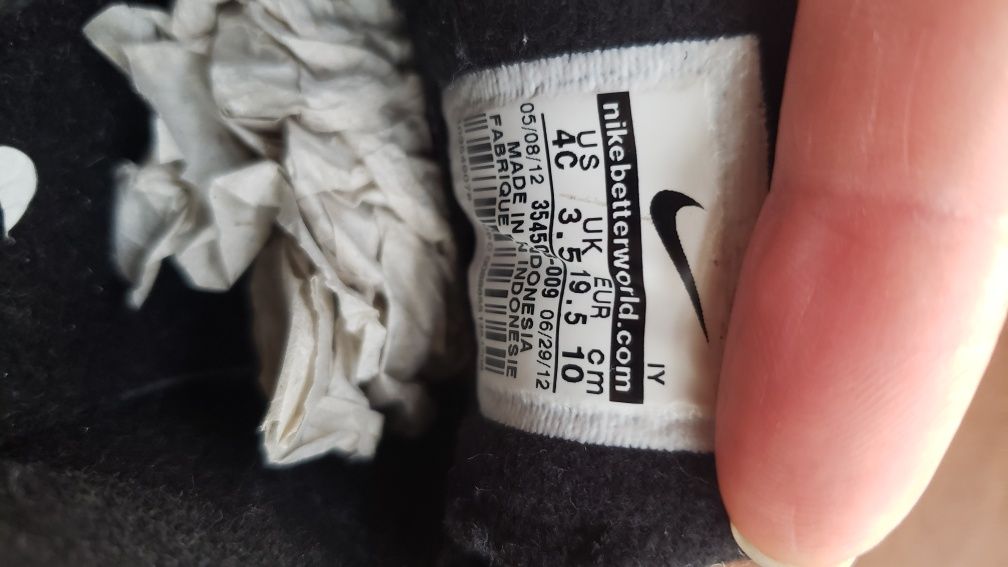 IY
nikebetterworld.com
US UK EUR cm
4C 3.5 19.5 10
05/08/12 06/29/12
MADE IN INDONESIA
FABRIQUE INDONESIE